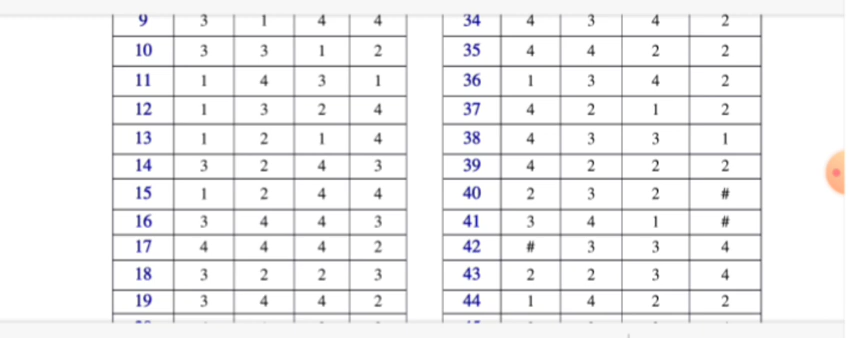 9 3 1 4 4 34 4 3 4 2
10 3 3 1 2 35 4 4 2 2
11 1 4 3 1 36 1 3 4 2
12 1 3 2 4 37 4 2 1 2
13 1 2 1 4 38 4 3 3 1
14 3 2 4 3 39 4 2 2 2
15 1 2 4 4 40 2 3 2 #
16 3 4 4 3 41 3 4 1 #
17 4 4 4 2 42 # 3 3 4
18 3 2 2 3 43 2 2 3 4
19 3 4 4 2 44 1 4 2 2